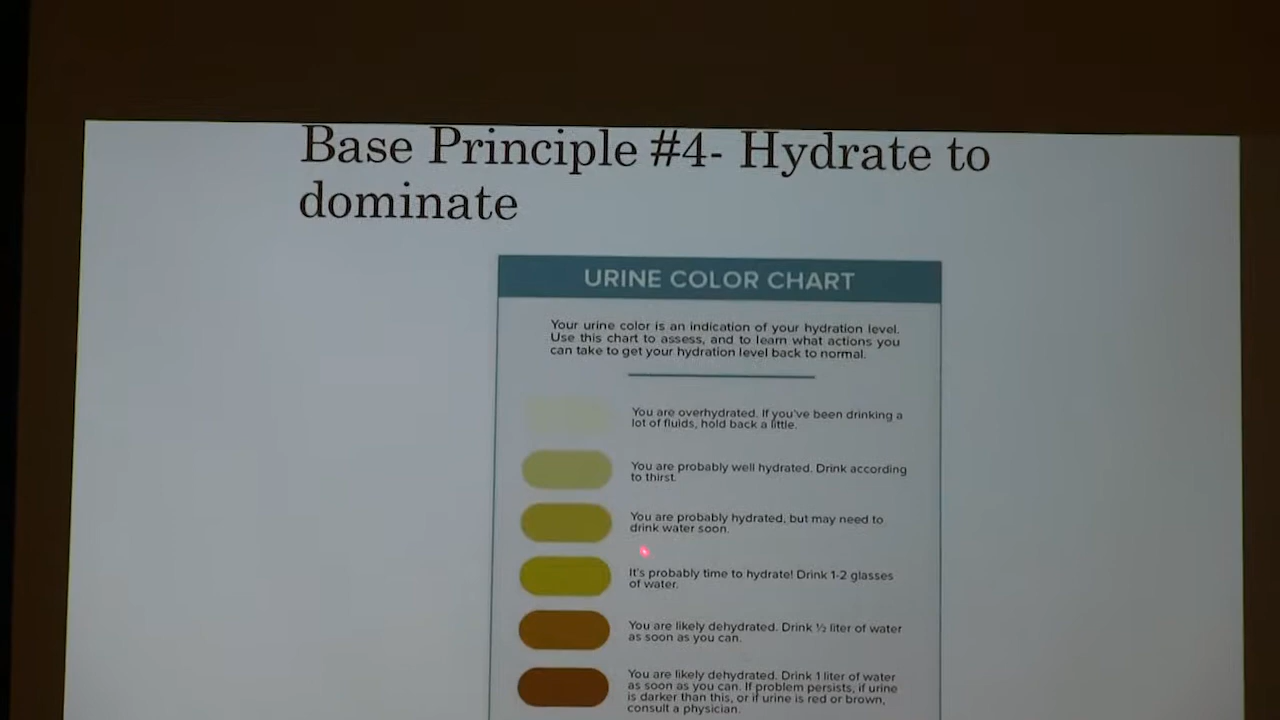 Base Principle #4- Hydrate to
dominate
URINE COLOR CHART
Your urine color is an indication of your hydration level.
Use this chart to assess, and to learn what actions you
can take to get your hydration level back to normal.
You are overhydrated. If you've been drinking a
lot of fluids, hold back a little.
You are probably well hydrated. Drink according
to thirst.
You are probably hydrated, but may need to
drink water soon.
It's probably time to hydrate! Drink 1-2 glasses
of water.
You are likely dehydrated. Drink ½ liter of water
as soon as you can.
You are likely dehydrated. Drink 1 liter of water
as soon as you can. If problem persists, if urine
is darker than this, or if urine is red or brown,
consult a physician.